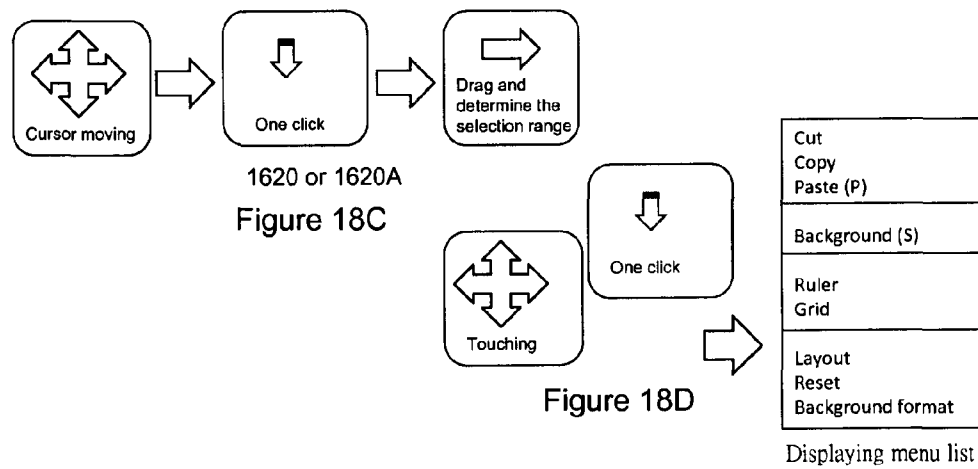 Cursor moving
One click
Drag and
determine the
selection range
1620 or 1620A
Figure 18C
Touching
One click
Figure 18D
Cut
Copy
Paste (P)
Background (S)
Ruler
Grid
Layout
Reset
Background format
Displaying menu list